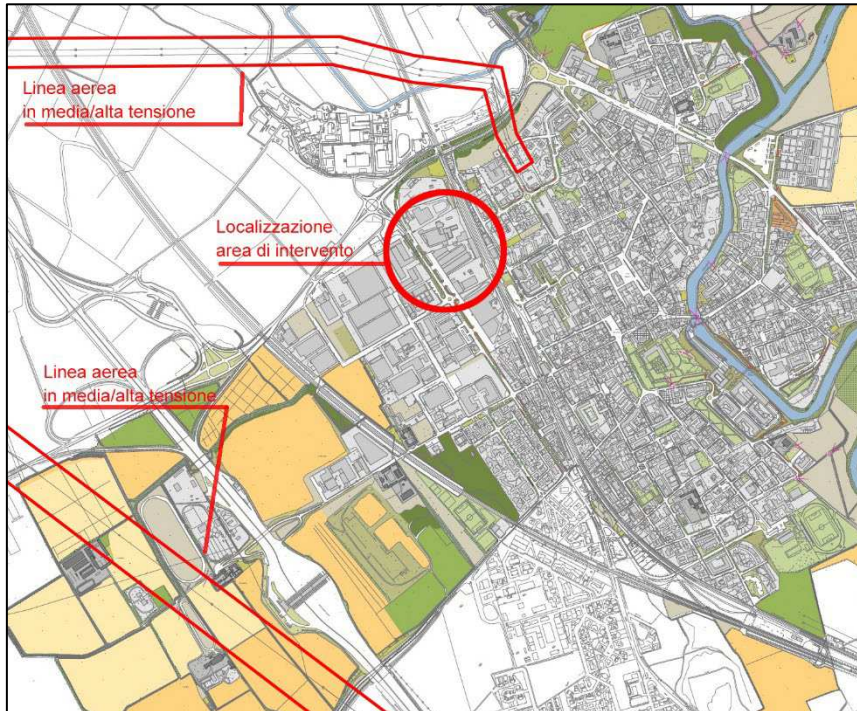 Linea aerea
in media/alta tensione
Localizzazione
area di intervento
Linea aerea
in media/alta tensione